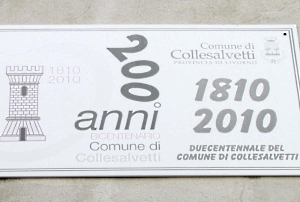 1810
2010
200
anni
BICENTENARIO
Comune di
Collesalvetti
Comune di
Collesalvetti
PROVINCIA DI LIVORNO
1810
2010
DUECENTENNALE DEL
COMUNE DI COLLESALVETTI